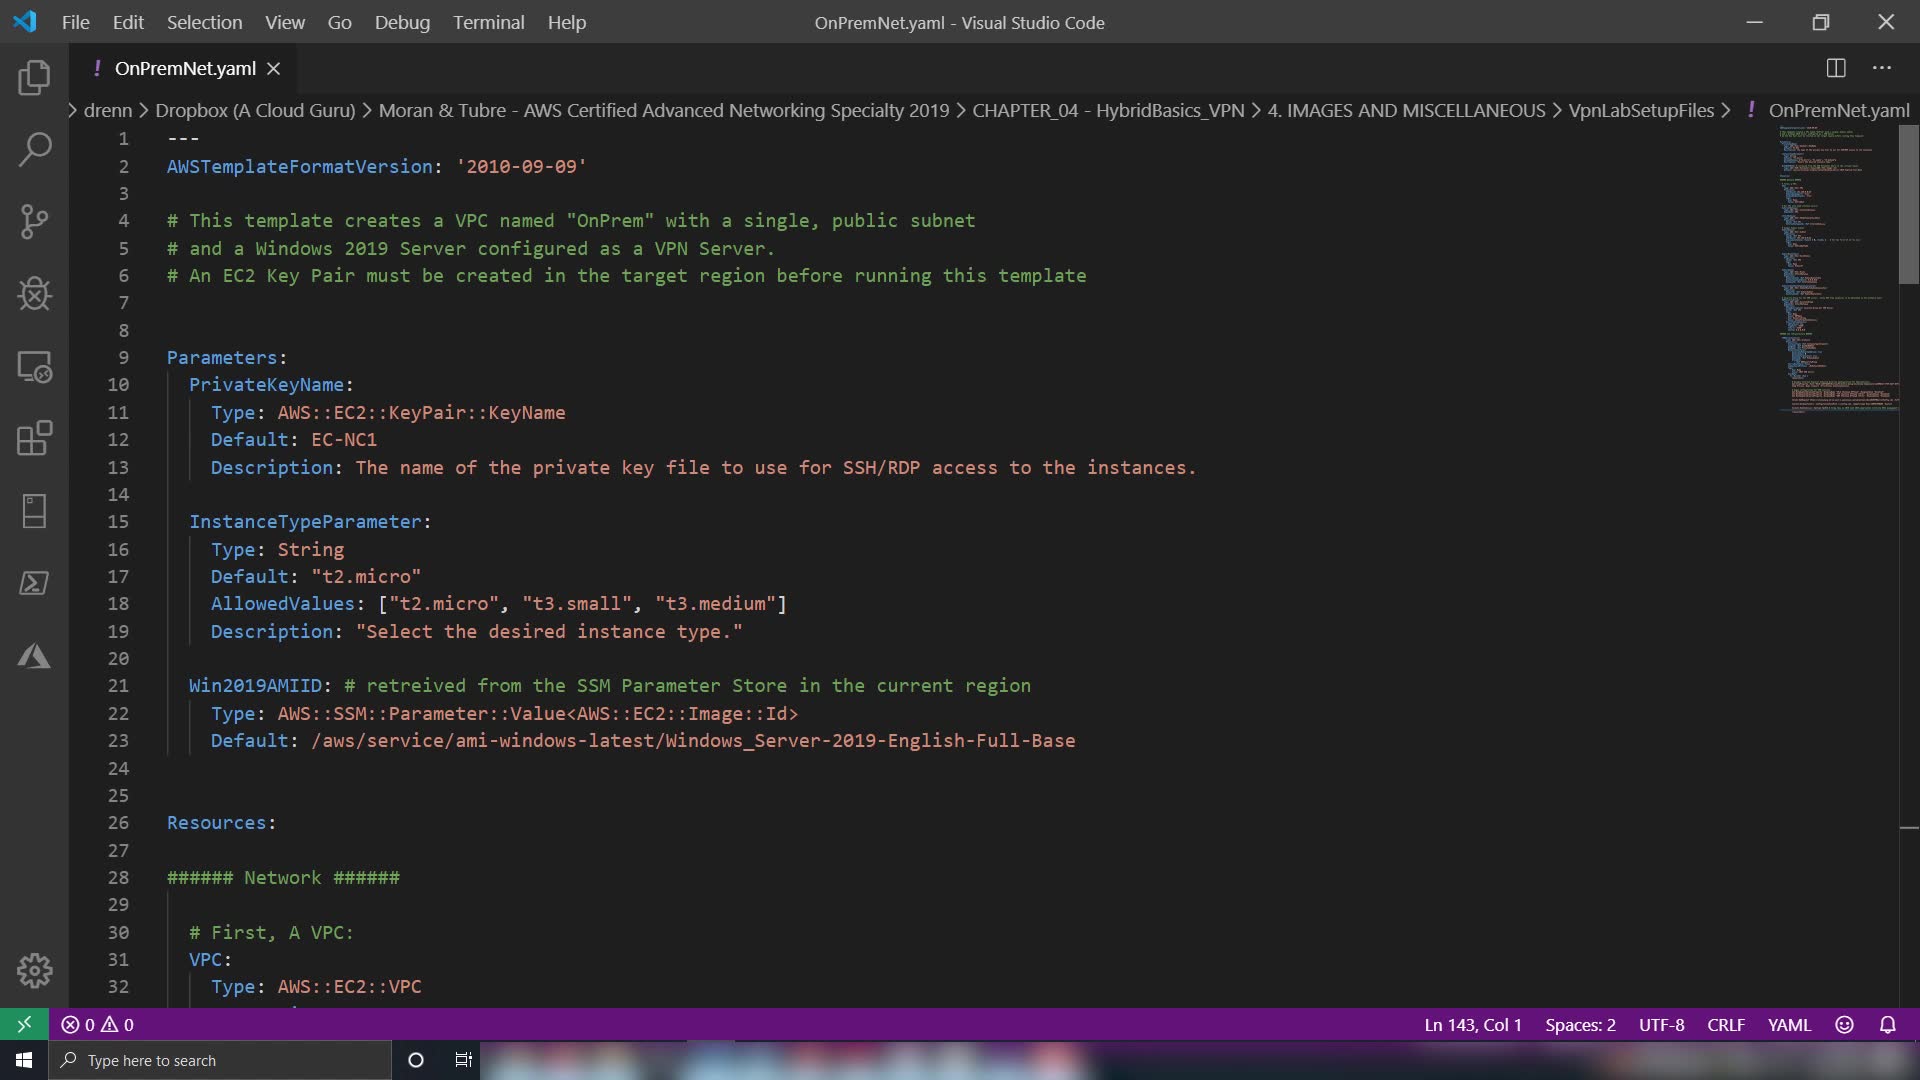 File Edit Selection View Go Debug Terminal Help
OnPremNet.yaml - Visual Studio Code
! OnPremNet.yaml
> drenn > Dropbox (A Cloud Guru) > Moran & Tubre - AWS Certified Advanced Networking Specialty 2019 > CHAPTER_04 - HybridBasics_VPN > 4. IMAGES AND MISCELLANEOUS > VpnLabSetupFiles > ! OnPremNet.yaml
1 ---
2 AWSTemplateFormatVersion: '2010-09-09'
3
4 # This template creates a VPC named "OnPrem" with a single, public subnet
5 # and a Windows 2019 Server configured as a VPN Server.
6 # An EC2 Key Pair must be created in the target region before running this template
7
8
9 Parameters:
10 PrivateKeyName:
11 Type: AWS::EC2::KeyPair::KeyName
12 Default: EC-NC1
13 Description: The name of the private key file to use for SSH/RDP access to the instances.
14
15 InstanceTypeParameter:
16 Type: String
17 Default: "t2.micro"
18 AllowedValues: ["t2.micro", "t3.small", "t3.medium"]
19 Description: "Select the desired instance type."
20
21 Win2019AMIID: # retreived from the SSM Parameter Store in the current region
22 Type: AWS::SSM::Parameter::Value<AWS::EC2::Image::Id>
23 Default: /aws/service/ami-windows-latest/Windows_Server-2019-English-Full-Base
24
25
26 Resources:
27
28 ###### Network ######
29
30 # First, A VPC:
31 VPC:
32 Type: AWS::EC2::VPC
0 0
Ln 143, Col 1 Spaces: 2 UTF-8 CRLF YAML
Type here to search